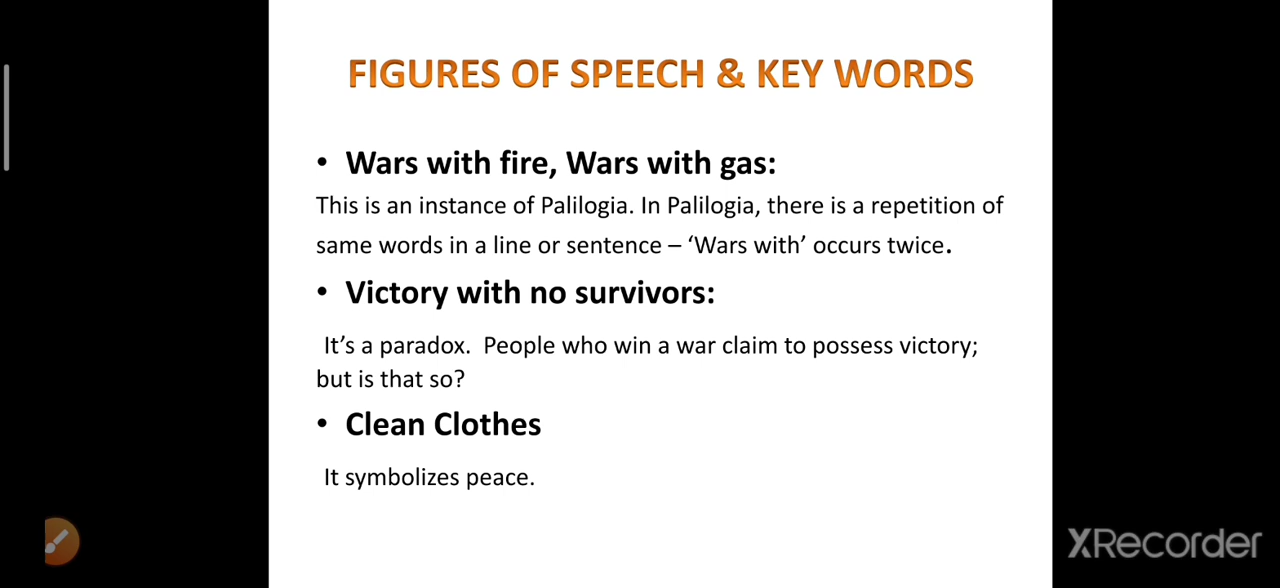 FIGURES OF SPEECH & KEY WORDS
• Wars with fire, Wars with gas:
This is an instance of Palilogia. In Palilogia, there is a repetition of
same words in a line or sentence – ‘Wars with’ occurs twice.
• Victory with no survivors:
It’s a paradox.  People who win a war claim to possess victory;
but is that so?
• Clean Clothes
It symbolizes peace.
XRecorder